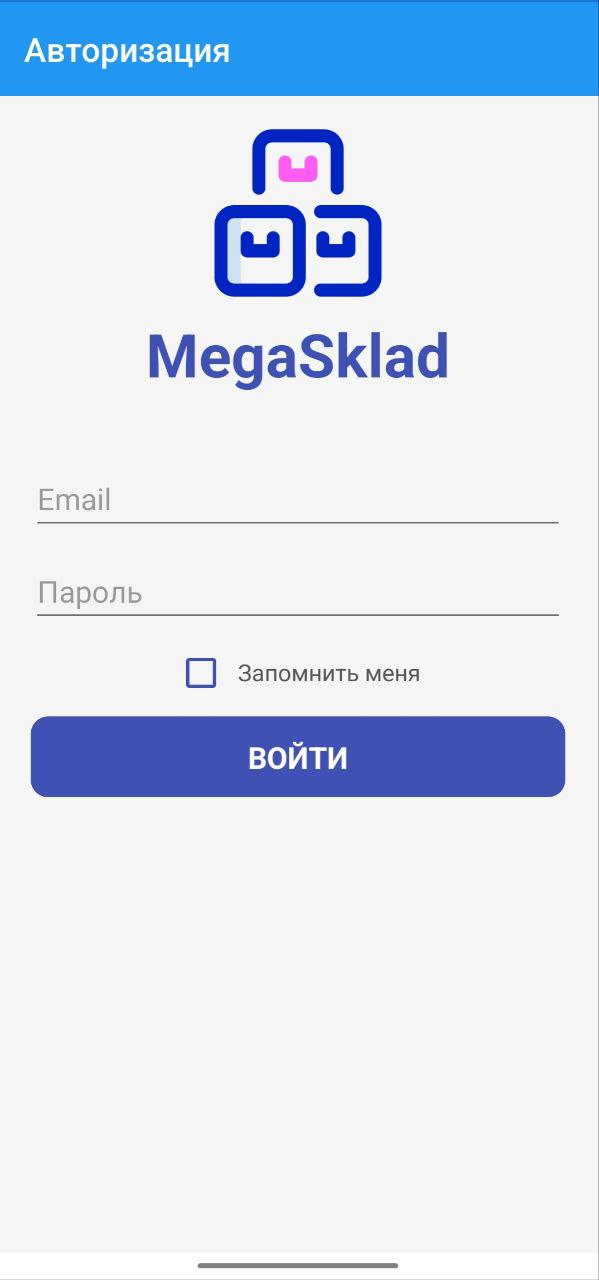 Авторизация
MegaSklad
Email
Пароль
Запомнить меня
ВОЙТИ